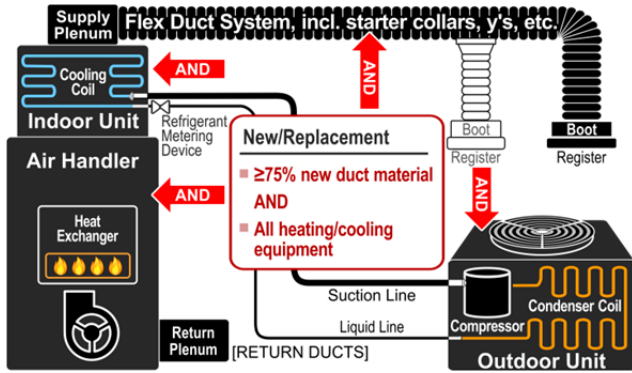 Supply
Plenum
Flex Duct System, incl. starter collars, y's, etc.
AND
Cooling
Coil
Indoor Unit
Refrigerant
Metering
Device
AND
New/Replacement
≥75% new duct material
AND
All heating/cooling
equipment
Boot
Register
Boot
Register
AND
Air Handler
AND
Heat
Exchanger
Suction Line
Liquid Line
Compressor
Condenser Coil
Outdoor Unit
Return
Plenum
[RETURN DUCTS]